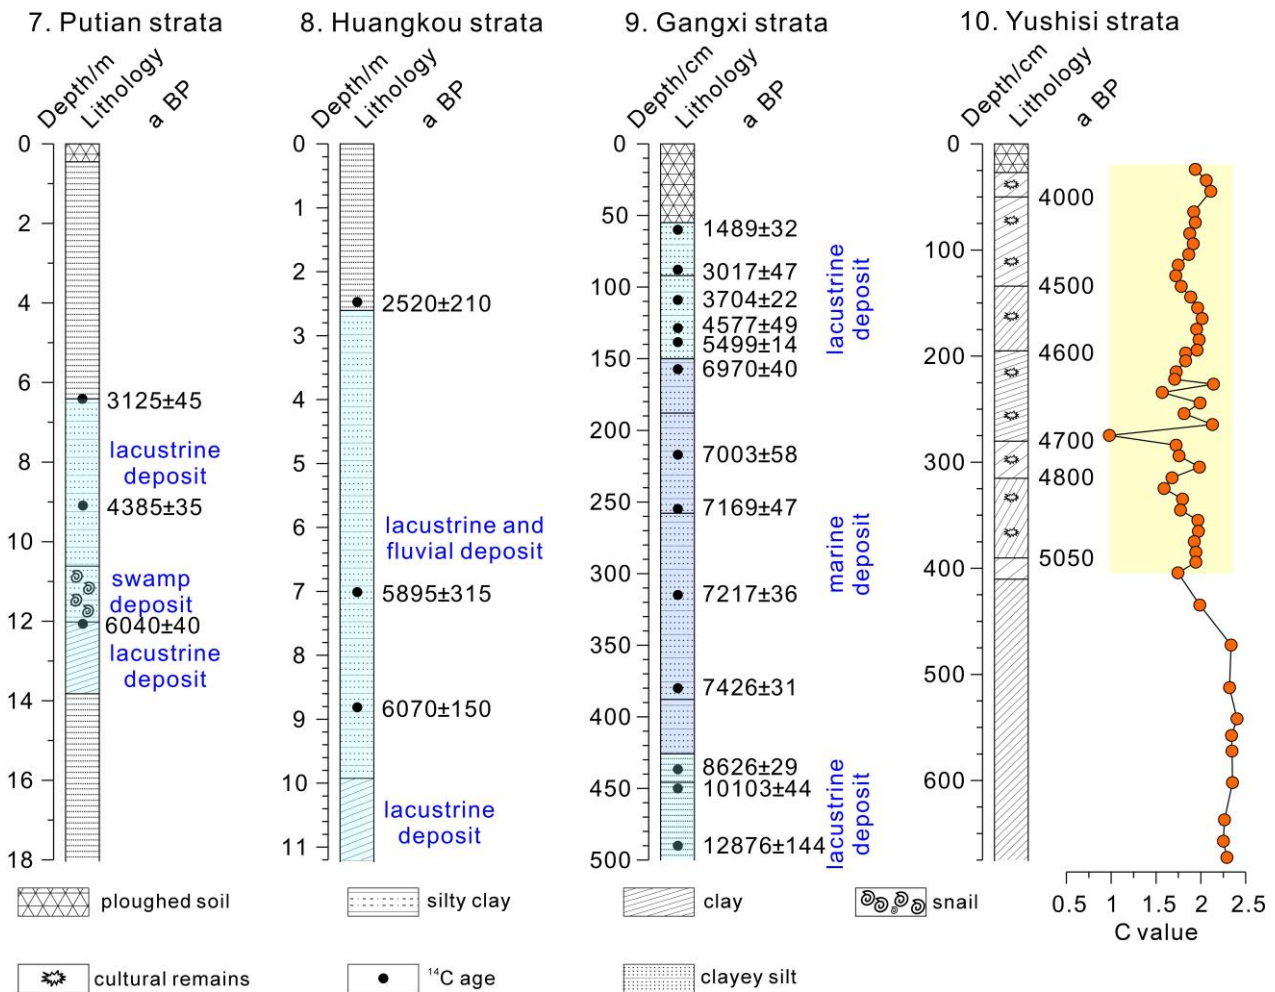 7. Putian strata
8. Huangkou strata
9. Gangxi strata
10. Yushisi strata
Depth/m
Lithology
a BP
Depth/m
Lithology
a BP
Depth/cm
Lithology
a BP
Depth/cm
Lithology
a BP
0
2
4
6
8
10
12
14
16
18
3125±45
lacustrine
deposit
4385±35
swamp
deposit
6040±40
lacustrine
deposit
0
1
2
3
4
5
6
7
8
9
10
11
2520±210
lacustrine and
fluvial deposit
5895±315
6070±150
lacustrine
deposit
0
50
100
150
200
250
300
350
400
450
500
1489±32
3017±47
3704±22
4577±49
5499±14
6970±40
7003±58
7169±47
7217±36
7426±31
8626±29
10103±44
12876±144
lacustrine
deposit
marine
deposit
lacustrine
deposit
0
100
200
300
400
500
600
4000
4500
4600
4700
4800
5050
0.5 1 1.5 2 2.5
C value
ploughed soil
silty clay
clay
snail
cultural remains
14C age
clayey silt